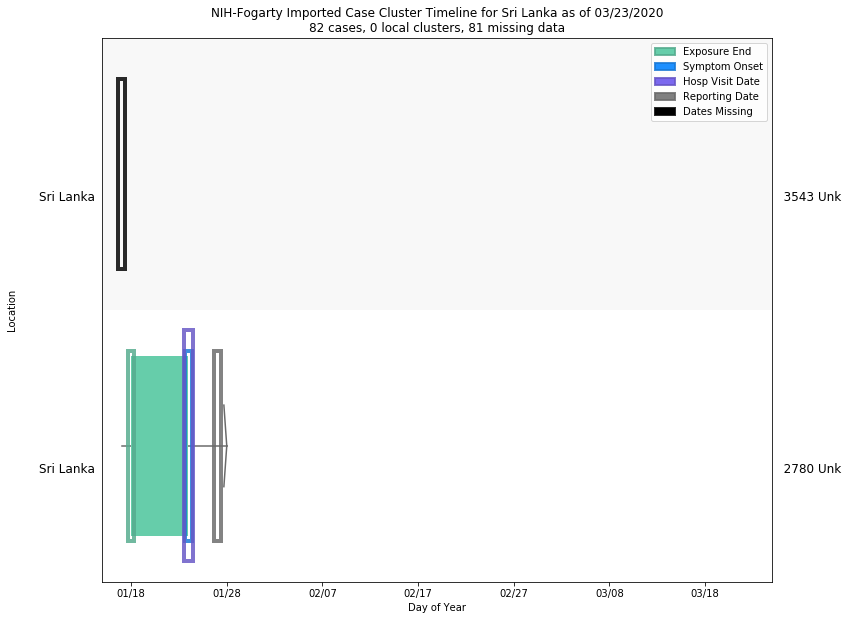 NIH-Fogarty Imported Case Cluster Timeline for Sri Lanka as of 03/23/2020
82 cases, 0 local clusters, 81 missing data
Exposure End
Symptom Onset
Hosp Visit Date
Reporting Date
Dates Missing
Sri Lanka
3543 Unk
Location
Sri Lanka
2780 Unk
01/18
01/28
02/07
02/17
02/27
03/08
03/18
Day of Year